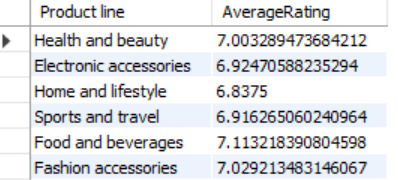 Product line AverageRating
Health and beauty 7.003289473684212
Electronic accessories 6.92470588235294
Home and lifestyle 6.8375
Sports and travel 6.916265060240964
Food and beverages 7.113218390804598
Fashion accessories 7.029213483146067